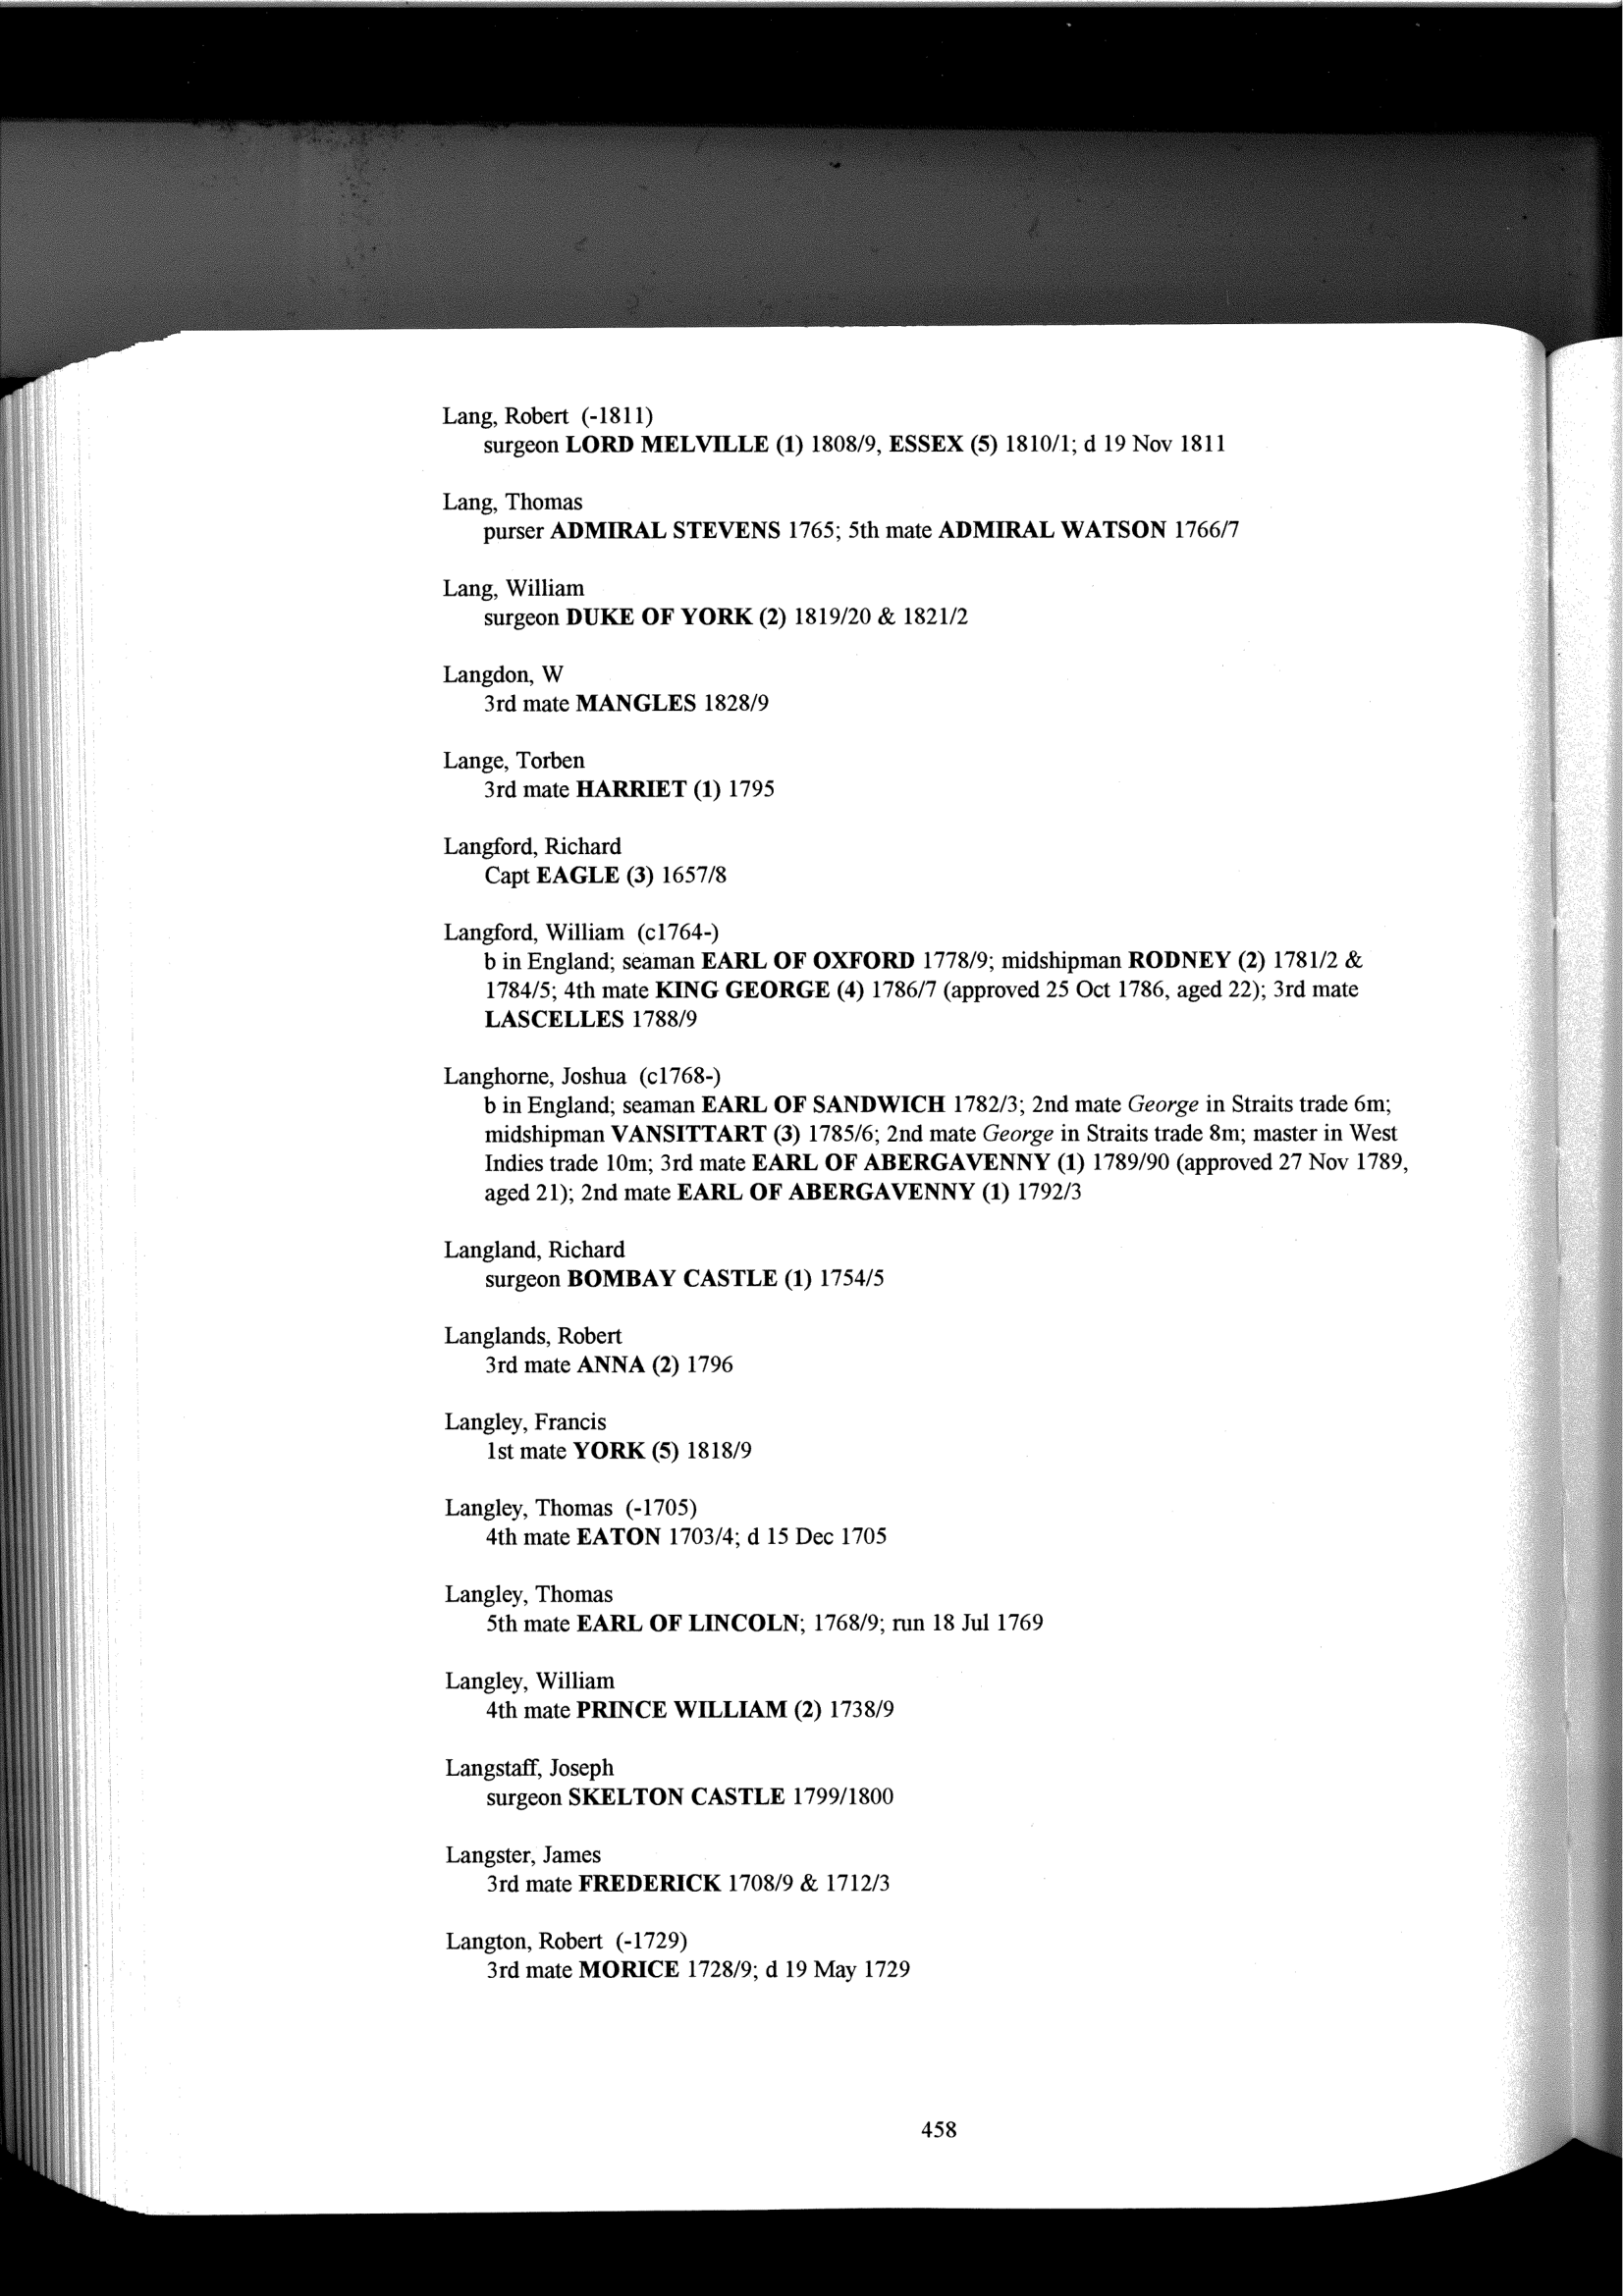 Lang, Robert (-1811)
surgeon LORD MELVILLE (1) 1808/9, ESSEX (5) 1810/1; d 19 Nov 1811
Lang, Thomas
purser ADMIRAL STEVENS 1765; 5th mate ADMIRAL WATSON 1766/7
Lang, William
surgeon DUKE OF YORK (2) 1819/20 & 1821/2
Langdon, W
3rd mate MANGLES 1828/9
Lange, Torben
3rd mate HARRIET (1) 1795
Langford, Richard
Capt EAGLE (3) 1657/8
Langford, William (c1764-)
b in England; seaman EARL OF OXFORD 1778/9; midshipman RODNEY (2) 1781/2 &
1784/5; 4th mate KING GEORGE (4) 1786/7 (approved 25 Oct 1786, aged 22); 3rd mate
LASCELLES 1788/9
Langhorne, Joshua (c1768-)
b in England; seaman EARL OF SANDWICH 1782/3; 2nd mate George in Straits trade 6m;
midshipman VANSITTART (3) 1785/6; 2nd mate George in Straits trade 8m; master in West
Indies trade 10m; 3rd mate EARL OF ABERGAVENNY (1) 1789/90 (approved 27 Nov 1789,
aged 21); 2nd mate EARL OF ABERGAVENNY (1) 1792/3
Langland, Richard
surgeon BOMBAY CASTLE (1) 1754/5
Langlands, Robert
3rd mate ANNA (2) 1796
Langley, Francis
1st mate YORK (5) 1818/9
Langley, Thomas (-1705)
4th mate EATON 1703/4; d 15 Dec 1705
Langley, Thomas
5th mate EARL OF LINCOLN; 1768/9; run 18 Jul 1769
Langley, William
4th mate PRINCE WILLIAM (2) 1738/9
Langstaff, Joseph
surgeon SKELTON CASTLE 1799/1800
Langster, James
3rd mate FREDERICK 1708/9 & 1712/3
Langton, Robert (-1729)
3rd mate MORICE 1728/9; d 19 May 1729
458